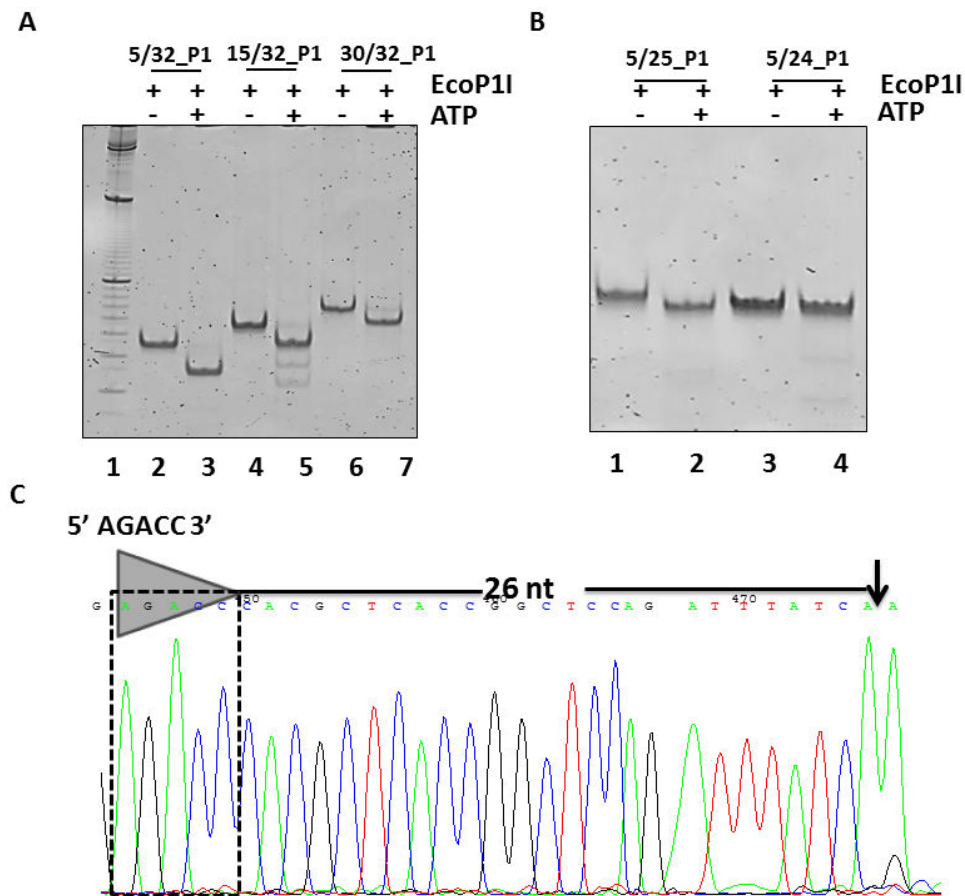 A
5/32_P1 15/32_P1 30/32_P1
+ + + + + + EcoP1I
- + - + - + ATP
1 2 3 4 5 6 7
B
5/25_P1 5/24_P1
+ + + + EcoP1I
- + - + ATP
1 2 3 4
C
5’ AGACC 3’
26 nt
G A G A C C C A C G C T C A C C G G C T C C A G A T T T A T C A A
470